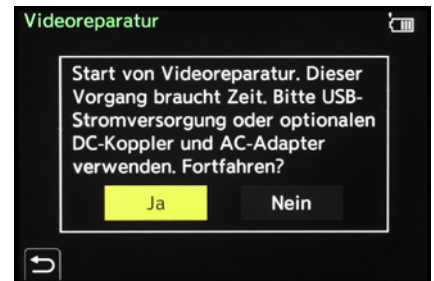 Videoreparatur
Start von Videoreparatur. Dieser
Vorgang braucht Zeit. Bitte USB-
Stromversorgung oder optionalen
DC-Koppler und AC-Adapter
verwenden. Fortfahren?
Ja
Nein